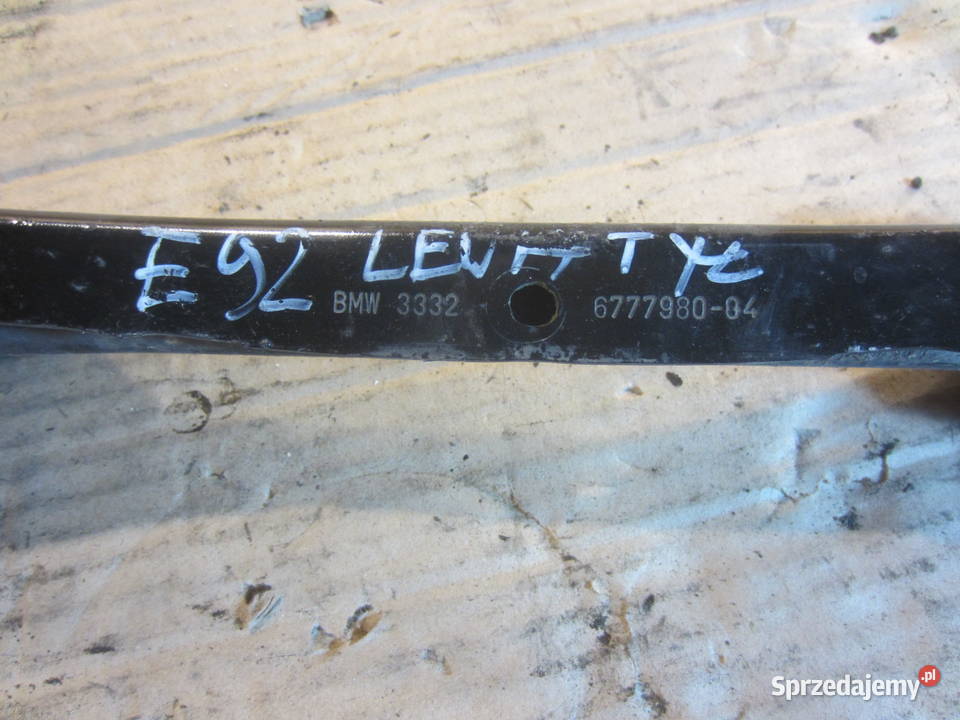 E92 LEWY TYŁ
BMW 3332 6777980-04
Sprzedajemy.pl